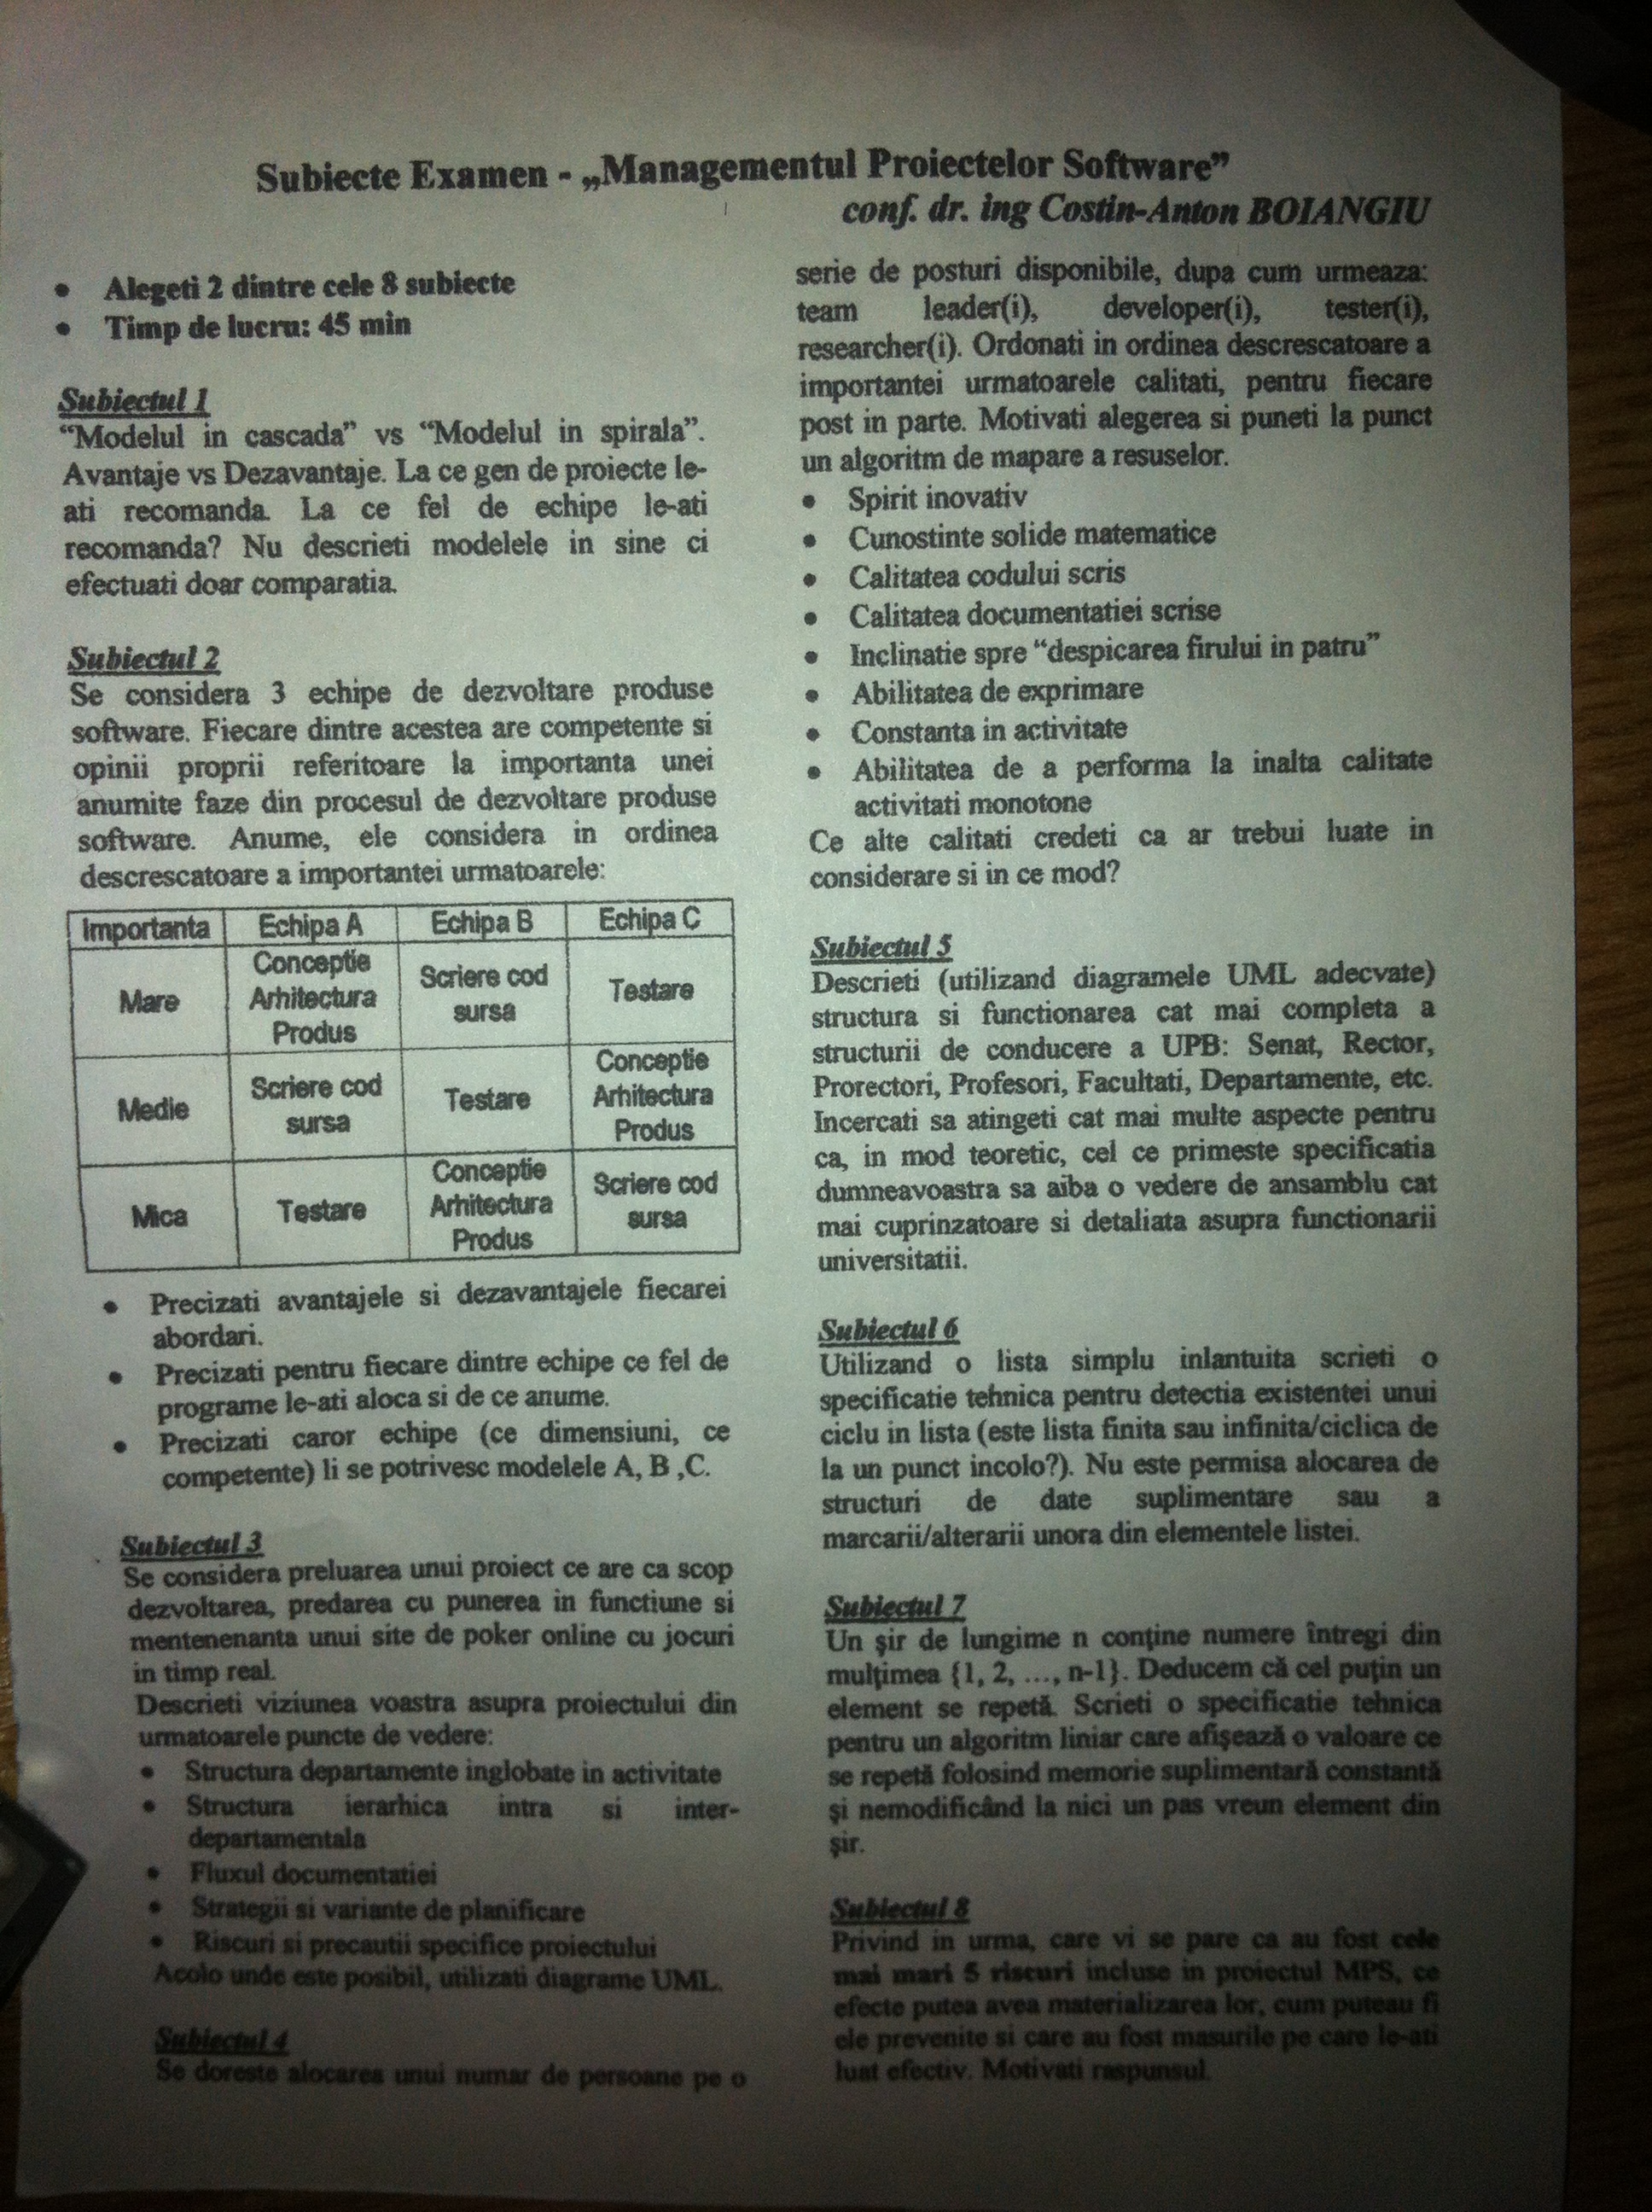 Subiecte Examen - „Managementul Proiectelor Software”
conf. dr. ing Costin-Anton BOIANGIU
• Alegeti 2 dintre cele 8 subiecte
• Timp de lucru: 45 min
Subiectul 1
“Modelul in cascada” vs “Modelul in spirala”.
Avantaje vs Dezavantaje. La ce gen de proiecte le-
ati recomanda. La ce fel de echipe le-ati
recomanda? Nu descrieti modelele in sine ci
efectuati doar comparatia.
Subiectul 2
Se considera 3 echipe de dezvoltare produse
software. Fiecare dintre acestea are competente si
opinii proprii referitoare la importanta unei
anumite faze din procesul de dezvoltare produse
software. Anume, ele considera in ordinea
descrescatoare a importantei urmatoarele:
Importanta Echipa A Echipa B Echipa C
Mare Conceptie Arhitectura Produs Scriere cod sursa Testare
Medie Scriere cod sursa Testare Conceptie Arhitectura Produs
Mica Testare Conceptie Arhitectura Produs Scriere cod sursa
• Precizati avantajele si dezavantajele fiecarei
abordari.
• Precizati pentru fiecare dintre echipe ce fel de
programe le-ati aloca si de ce anume.
• Precizati caror echipe (ce dimensiuni, ce
competente) li se potrivesc modelele A, B ,C.
Subiectul 3
Se considera preluarea unui proiect ce are ca scop
dezvoltarea, predarea cu punerea in functiune si
mentenenanta unui site de poker online cu jocuri
in timp real.
Descrieti viziunea voastra asupra proiectului din
urmatoarele puncte de vedere:
• Structura departamente inglobate in activitate
• Structura ierarhica intra si inter-
departamentala
• Fluxul documentatiei
• Strategii si variante de planificare
• Riscuri si precautii specifice proiectului
Acolo unde este posibil, utilizati diagrame UML.
Subiectul 4
Se doreste alocarea unui numar de persoane pe o
serie de posturi disponibile, dupa cum urmeaza:
team leader(i), developer(i), tester(i),
researcher(i). Ordonati in ordinea descrescatoare a
importantei urmatoarele calitati, pentru fiecare
post in parte. Motivati alegerea si puneti la punct
un algoritm de mapare a resuselor.
• Spirit inovativ
• Cunostinte solide matematice
• Calitatea codului scris
• Calitatea documentatiei scrise
• Inclinatie spre “despicarea firului in patru”
• Abilitatea de exprimare
• Constanta in activitate
• Abilitatea de a performa la inalta calitate
activitati monotone
Ce alte calitati credeti ca ar trebui luate in
considerare si in ce mod?
Subiectul 5
Descrieti (utilizand diagramele UML adecvate)
structura si functionarea cat mai completa a
structurii de conducere a UPB: Senat, Rector,
Prorectori, Profesori, Facultati, Departamente, etc.
Incercati sa atingeti cat mai multe aspecte pentru
ca, in mod teoretic, cel ce primeste specificatia
dumneavoastra sa aiba o vedere de ansamblu cat
mai cuprinzatoare si detaliata asupra functionarii
universitatii.
Subiectul 6
Utilizand o lista simplu inlantuita scrieti o
specificatie tehnica pentru detectia existentei unui
ciclu in lista (este lista finita sau infinita/ciclica de
la un punct incolo?). Nu este permisa alocarea de
structuri de date suplimentare sau a
marcarii/alterarii unora din elementele listei.
Subiectul 7
Un şir de lungime n conţine numere întregi din
mulţimea {1, 2, ..., n-1}. Deducem că cel puţin un
element se repetă. Scrieti o specificatie tehnica
pentru un algoritm liniar care afişează o valoare ce
se repetă folosind memorie suplimentară constantă
şi nemodificând la nici un pas vreun element din
şir.
Subiectul 8
Privind in urma, care vi se pare ca au fost cele
mai mari 5 riscuri incluse in proiectul MPS, ce
efecte putea avea materializarea lor, cum puteau fi
ele prevenite si care au fost masurile pe care le-ati
luat efectiv. Motivati raspunsul.